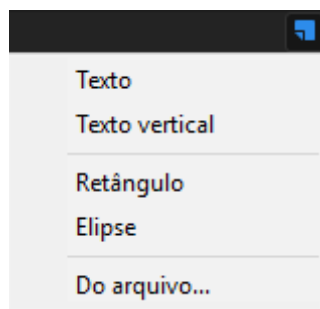 Texto
Texto vertical
Retângulo
Elipse
Do arquivo...